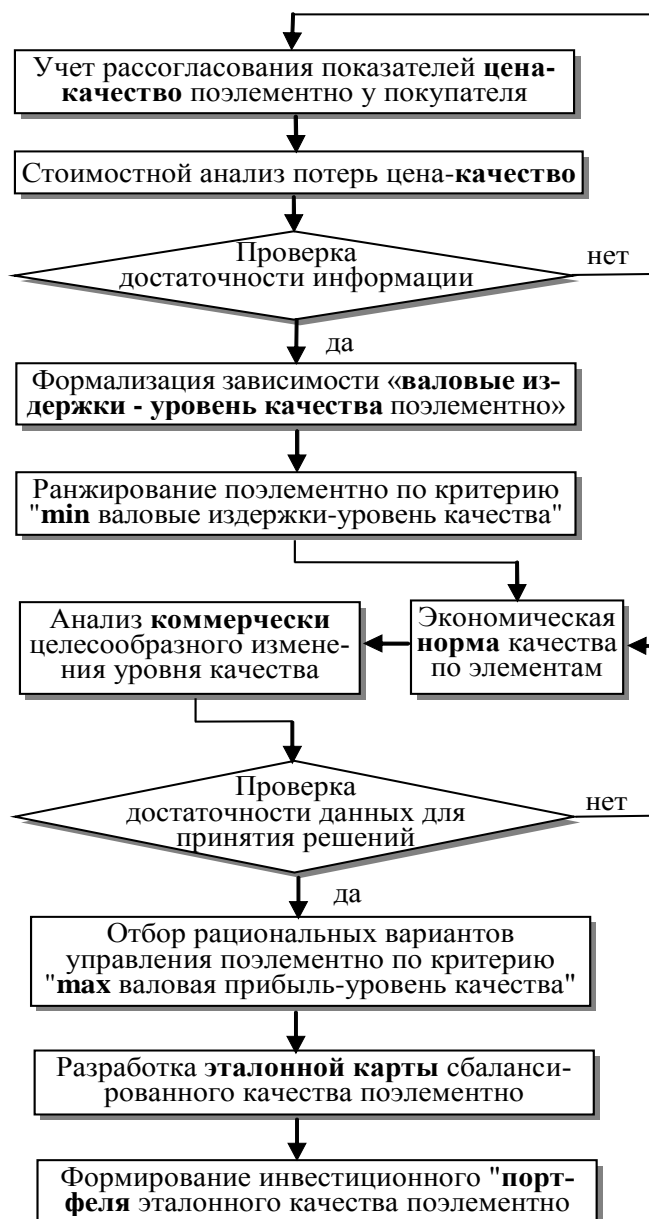 Учет рассогласования показателей цена-
качество поэлементно у покупателя
Стоимостной анализ потерь цена-качество
Проверка
достаточности информации
нет
да
Формализация зависимости «валовые из-
держки - уровень качества поэлементно»
Ранжирование поэлементно по критерию
"min валовые издержки-уровень качества"
Анализ коммерчески
целесообразного измене-
ния уровня качества
Экономическая
норма качества
по элементам
Проверка
достаточности данных для
принятия решений
нет
да
Отбор рациональных вариантов
управления поэлементно по критерию
"max валовая прибыль-уровень качества"
Разработка эталонной карты сбаланси-
рованного качества поэлементно
Формирование инвестиционного "порт-
феля эталонного качества поэлементно